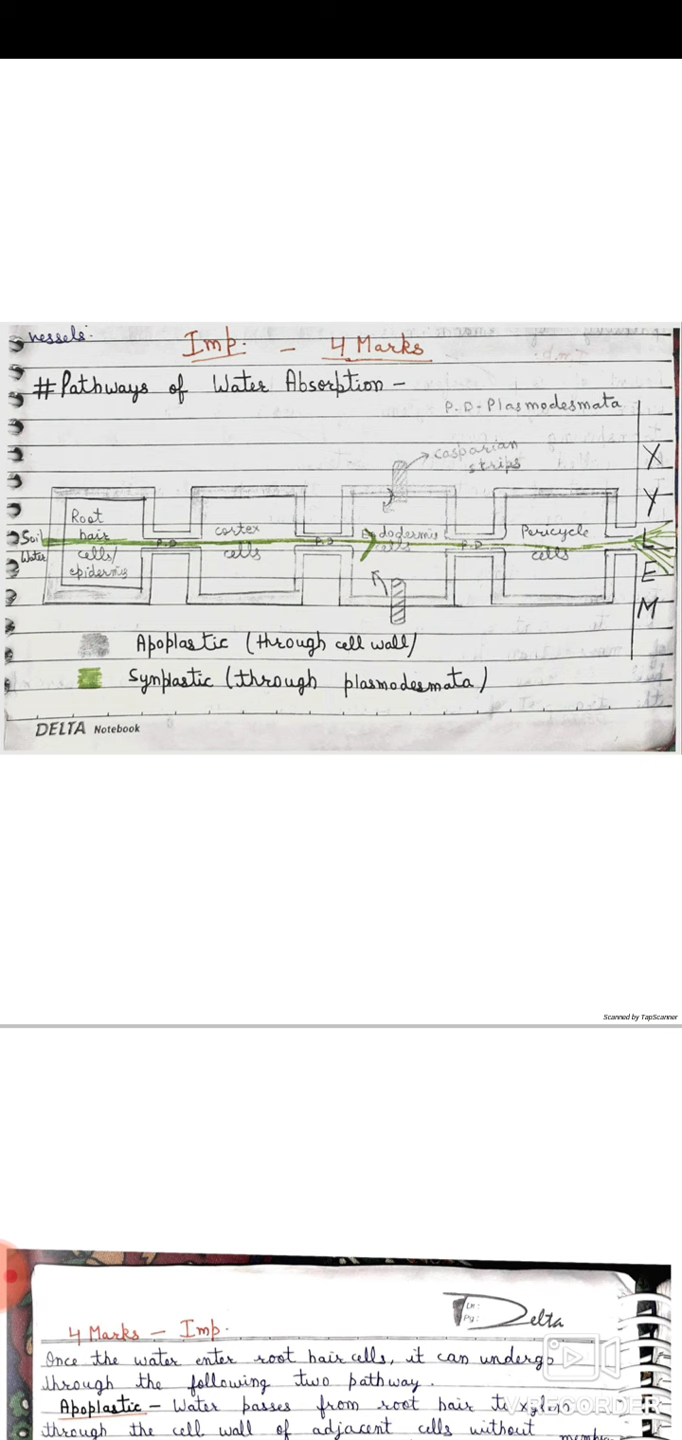 vessels.
Imp. - 4 Marks
# Pathways of Water Absorption -
P.D - Plasmodesmata
casparian
strips
Root
hair
cells/
epidermis
Soil
Water
P.D
cortex
cells
P.D
Endodermis
cells
P.D
Pericycle
cells
X
Y
L
E
M
Apoplastic (through cell wall)
Symplastic (through plasmodesmata)
DELTA Notebook
Scanned by TapScanner
Delta
4 Marks - Imp.
Once the water enter root hair cells, it can undergo
through the following two pathway.
Apoplastic - Water passes from root hair to xylem
through the cell wall of adjacent cells without
V RECORDER